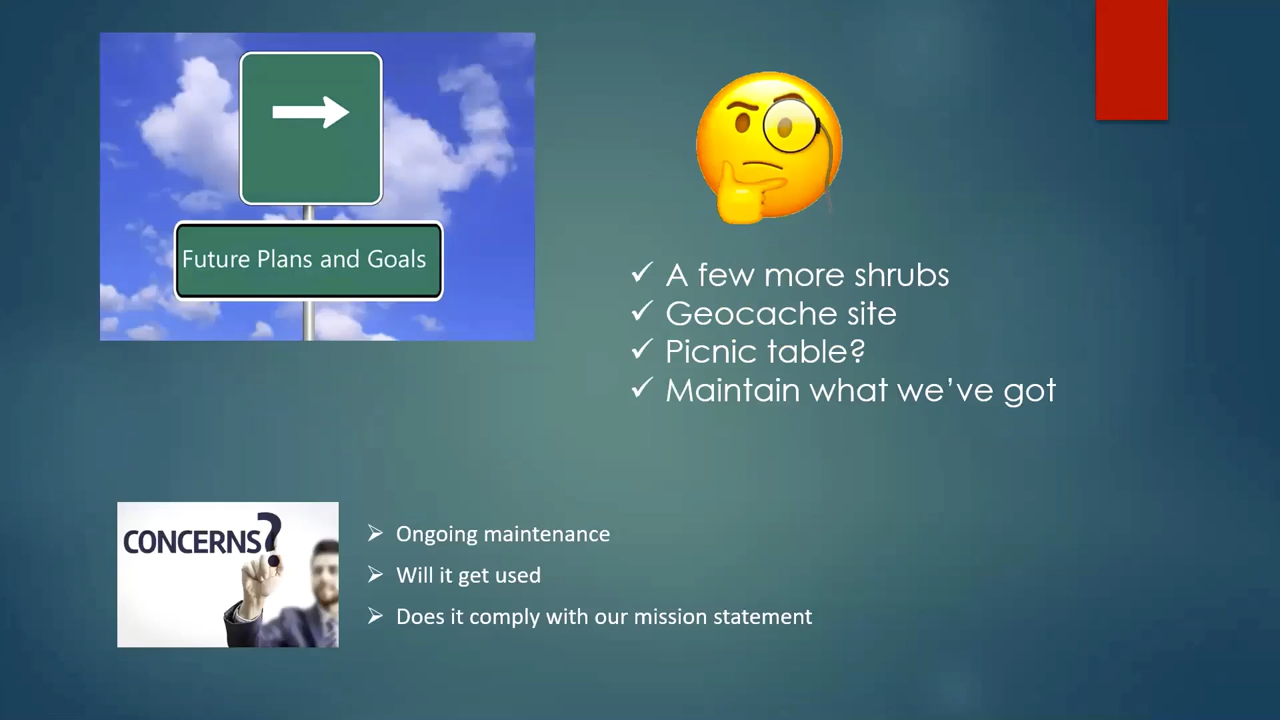 Future Plans and Goals
A few more shrubs
Geocache site
Picnic table?
Maintain what we’ve got
CONCERNS?
Ongoing maintenance
Will it get used
Does it comply with our mission statement